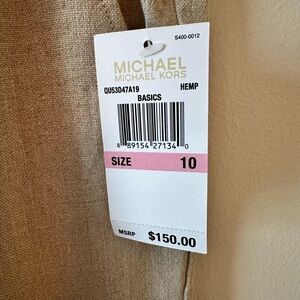 S400-0012
MICHAEL
MICHAEL KORS
QU53D47A19 HEMP
BASICS
8 89154 27134 0
SIZE 10
MSRP $150.00